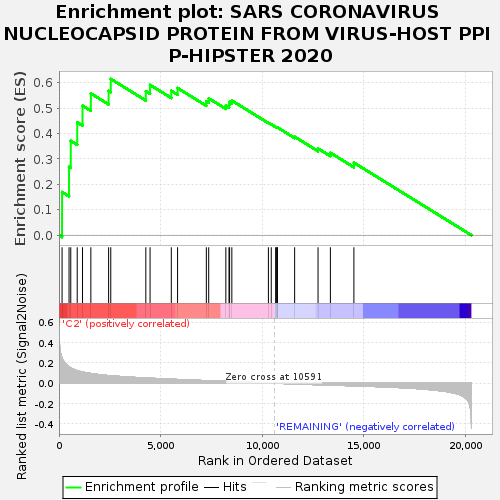 Enrichment plot: SARS CORONAVIRUS
NUCLEOCAPSID PROTEIN FROM VIRUS-HOST PPI
P-HIPSTER 2020
Enrichment score (ES)
0.6
0.5
0.4
0.3
0.2
0.1
0.0
'C2' (positively correlated)
Ranked list metric (Signal2Noise)
0.6
0.4
0.2
0.0
-0.2
-0.4
Zero cross at 10591
'REMAINING' (negatively correlated)
0
5,000
10,000
15,000
20,000
Rank in Ordered Dataset
Enrichment profile
Hits
Ranking metric scores